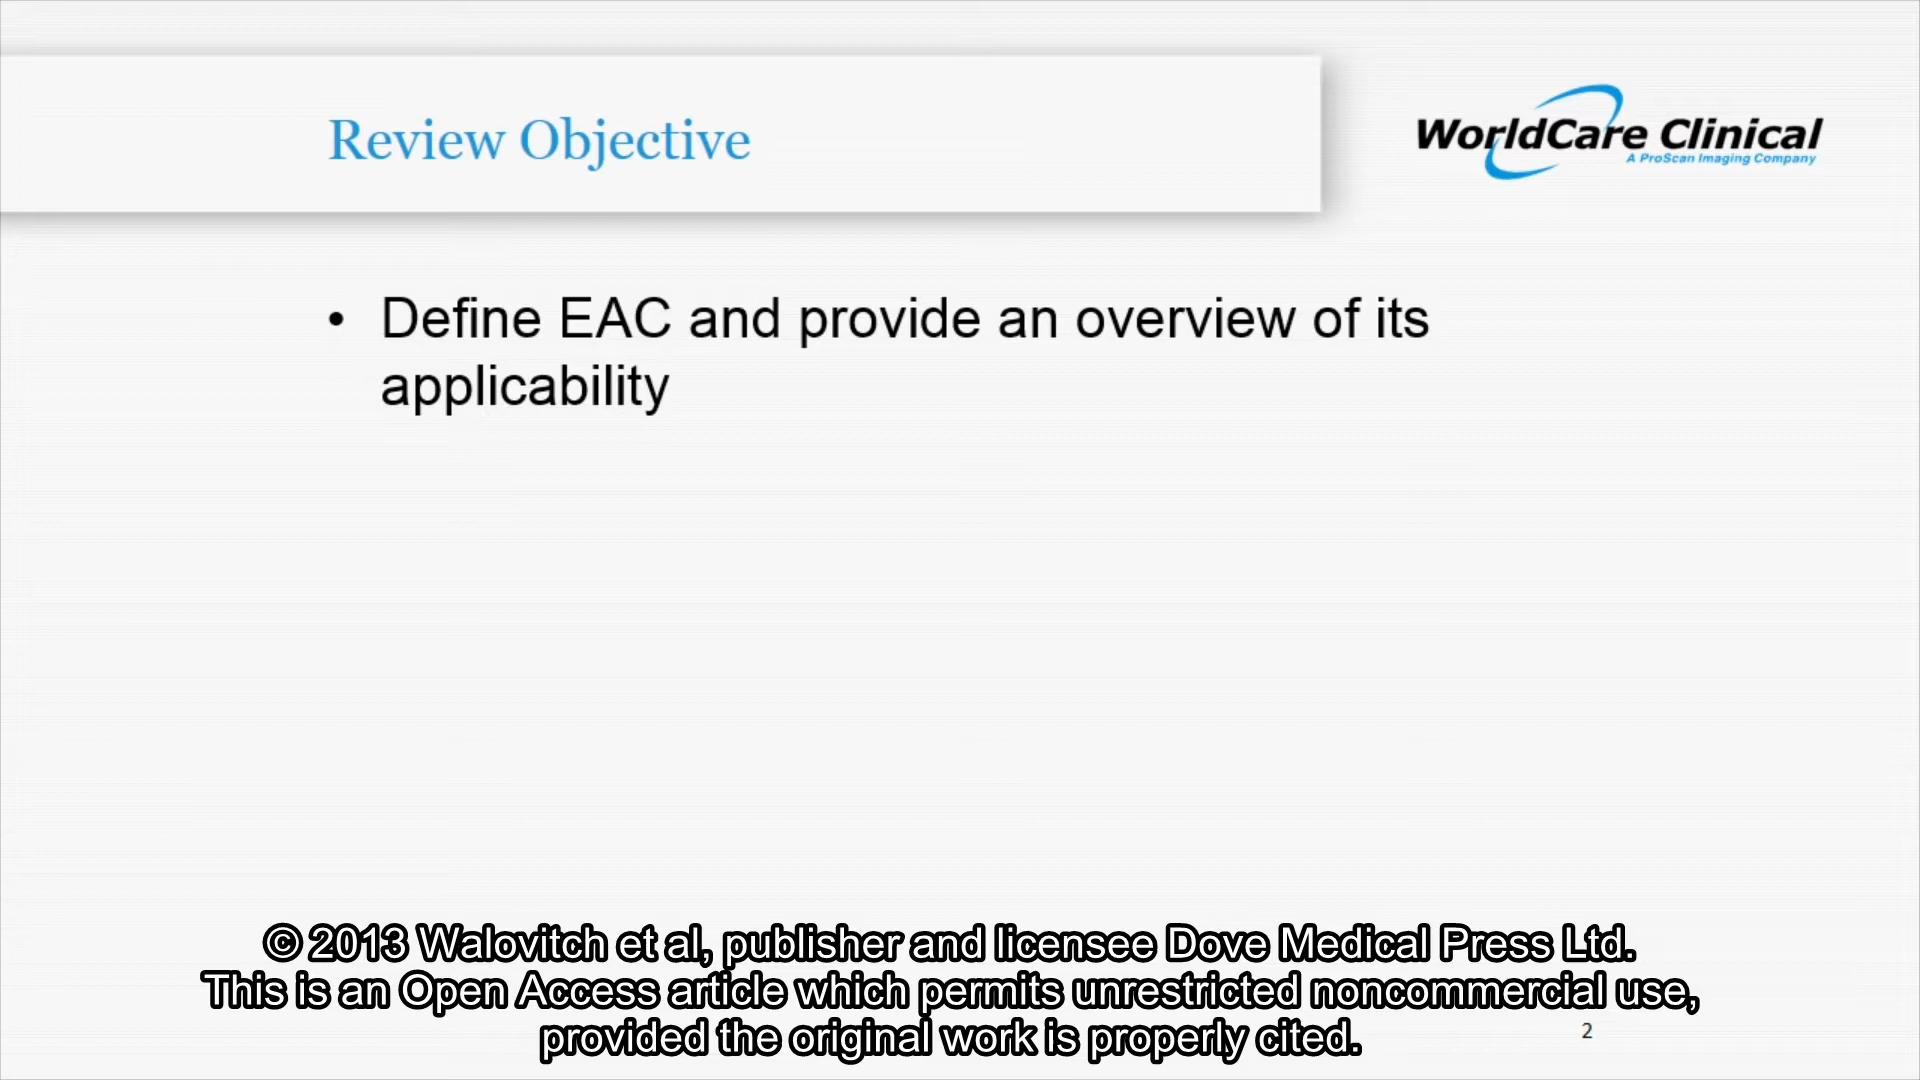 Review Objective
WorldCare Clinical
A ProScan Imaging Company
• Define EAC and provide an overview of its
applicability
© 2013 Walovitch et al, publisher and licensee Dove Medical Press Ltd.
This is an Open Access article which permits unrestricted noncommercial use,
provided the original work is properly cited.
2